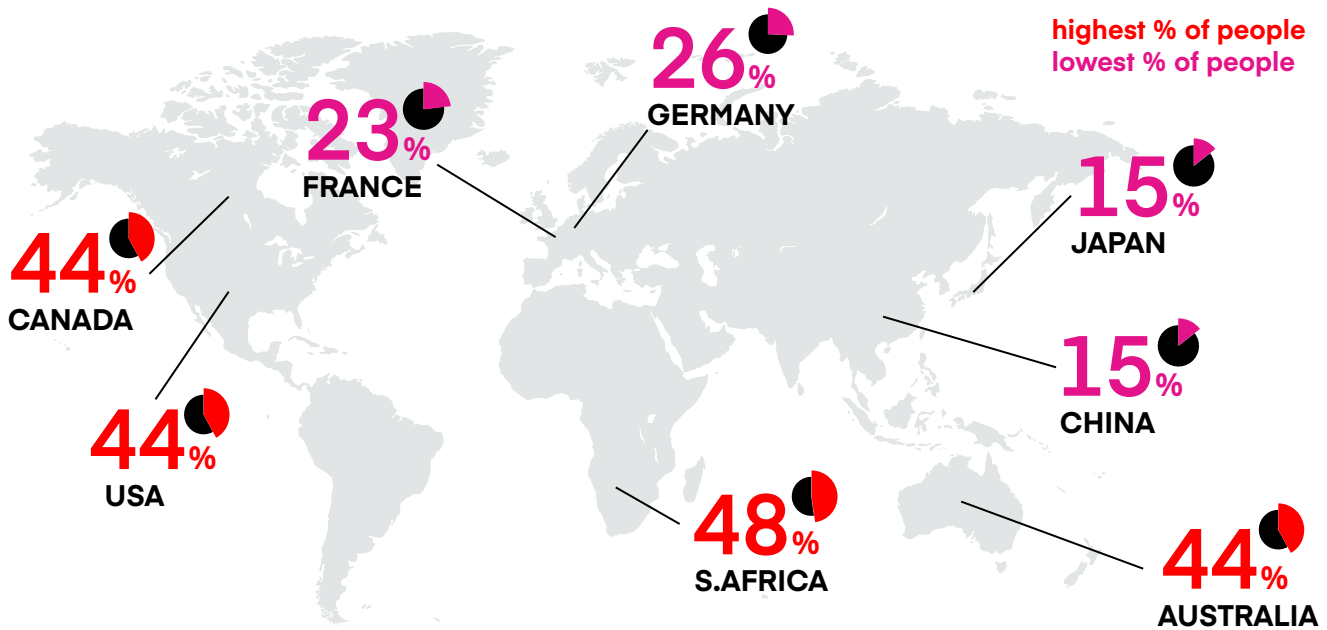 highest % of people
lowest % of people
26%
GERMANY
23%
FRANCE
15%
JAPAN
44%
CANADA
15%
CHINA
44%
USA
48%
S.AFRICA
44%
AUSTRALIA